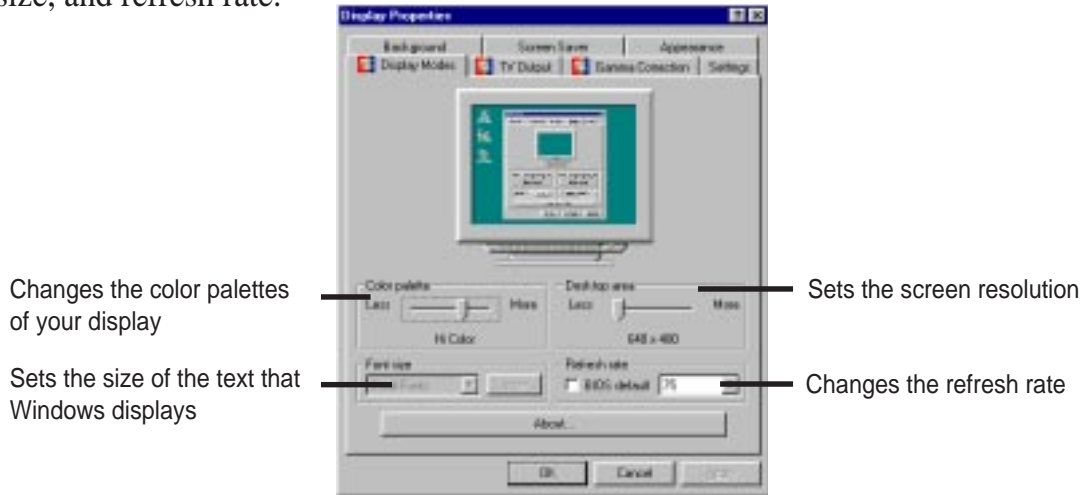 size, and refresh rate.
Display Properties
Background Screen Saver Appearance
Display Modes TV Output Gamma Correction Settings
Color palette
Less More
Hi Color
Desktop area
Less More
640 x 480
Font size
Fonts
Refresh rate
BIOS default 75
About...
OK Cancel
Changes the color palettes
of your display
Sets the size of the text that
Windows displays
Sets the screen resolution
Changes the refresh rate